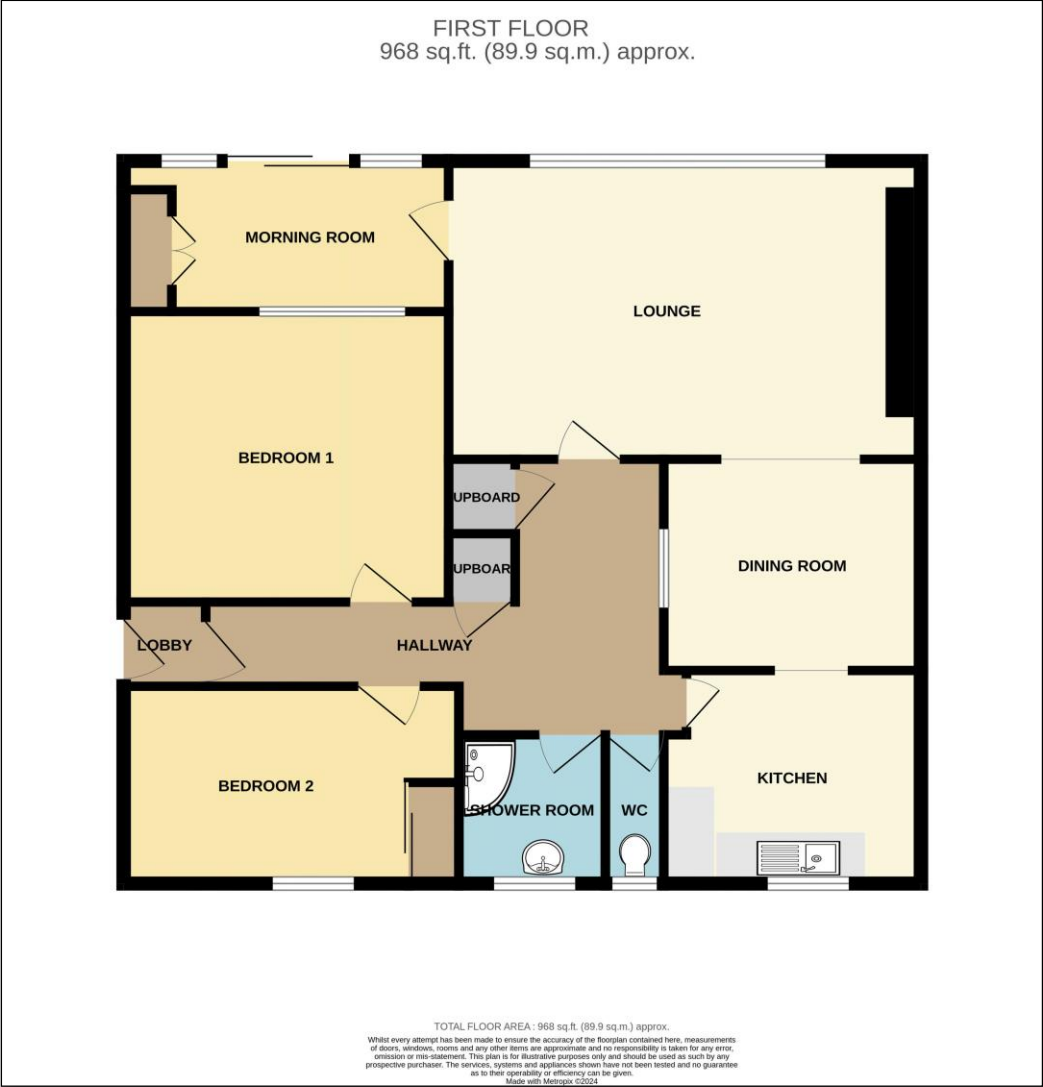 FIRST FLOOR
968 sq.ft. (89.9 sq.m.) approx.
MORNING ROOM
LOUNGE
BEDROOM 1
UPBOARD
UPBOAR
DINING ROOM
LOBBY
HALLWAY
BEDROOM 2
SHOWER ROOM
WC
KITCHEN
TOTAL FLOOR AREA : 968 sq.ft. (89.9 sq.m.) approx.
Whilst every attempt has been made to ensure the accuracy of the floorplan contained here, measurements
of doors, windows, rooms and any other items are approximate and no responsibility is taken for any error,
omission or mis-statement. This plan is for illustrative purposes only and should be used as such by any
prospective purchaser. The services, systems and appliances shown have not been tested and no guarantee
as to their operability or efficiency can be given.
Made with Metropix ©2024